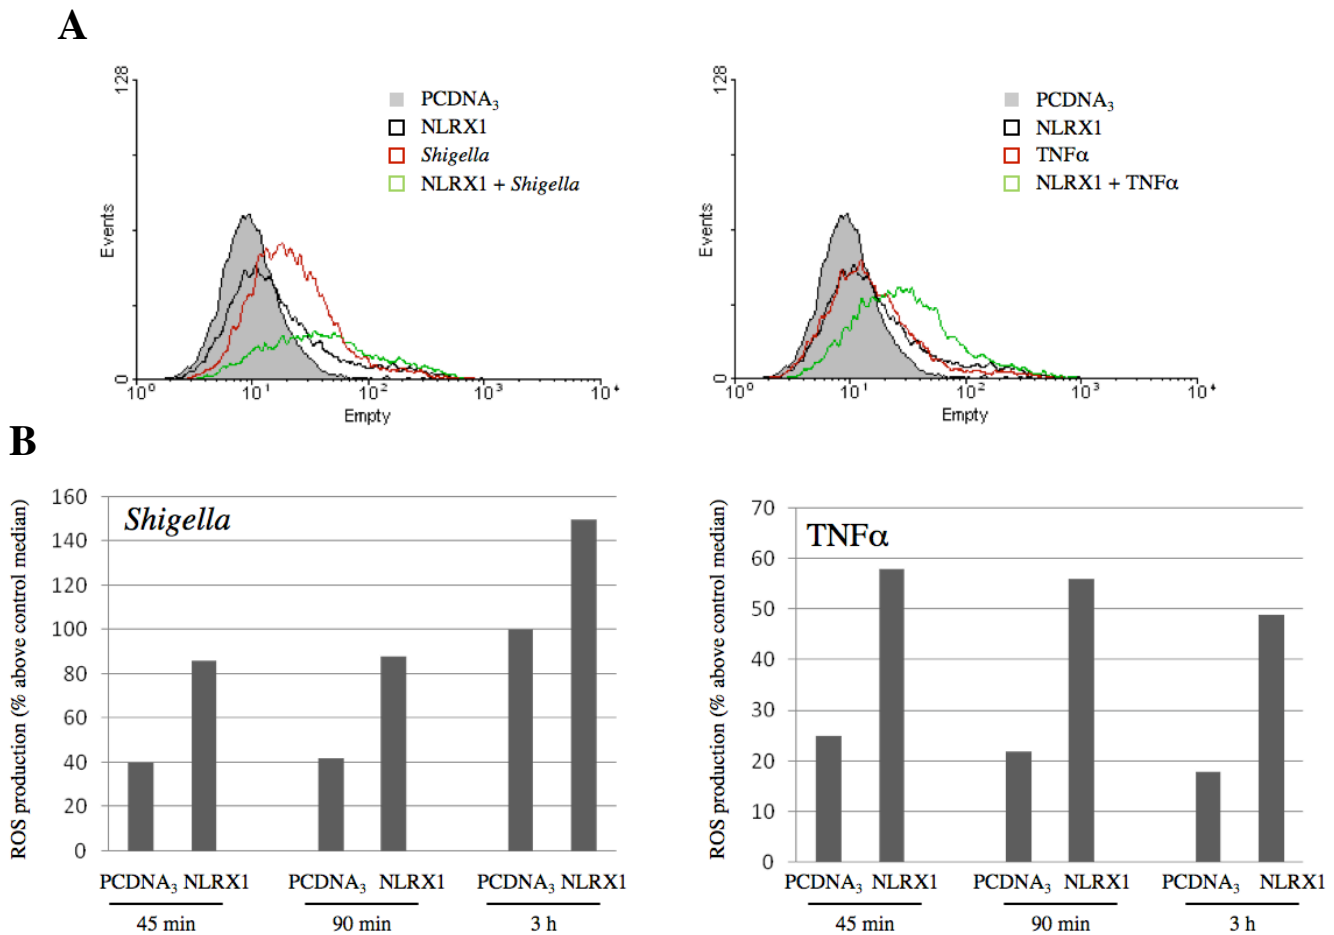 A
128
Events
0
PCDNA₃
NLRX1
Shigella
NLRX1 + Shigella
10⁰ 10¹ 10² 10³ 10⁴
Empty
128
Events
0
PCDNA₃
NLRX1
TNFα
NLRX1 + TNFα
10⁰ 10¹ 10² 10³ 10⁴
Empty
B
ROS production (% above control median)
Shigella
160
140
120
100
80
60
40
20
0
PCDNA₃ NLRX1 PCDNA₃ NLRX1 PCDNA₃ NLRX1
45 min 90 min 3 h
ROS production (% above control median)
TNFα
70
60
50
40
30
20
10
0
PCDNA₃ NLRX1 PCDNA₃ NLRX1 PCDNA₃ NLRX1
45 min 90 min 3 h